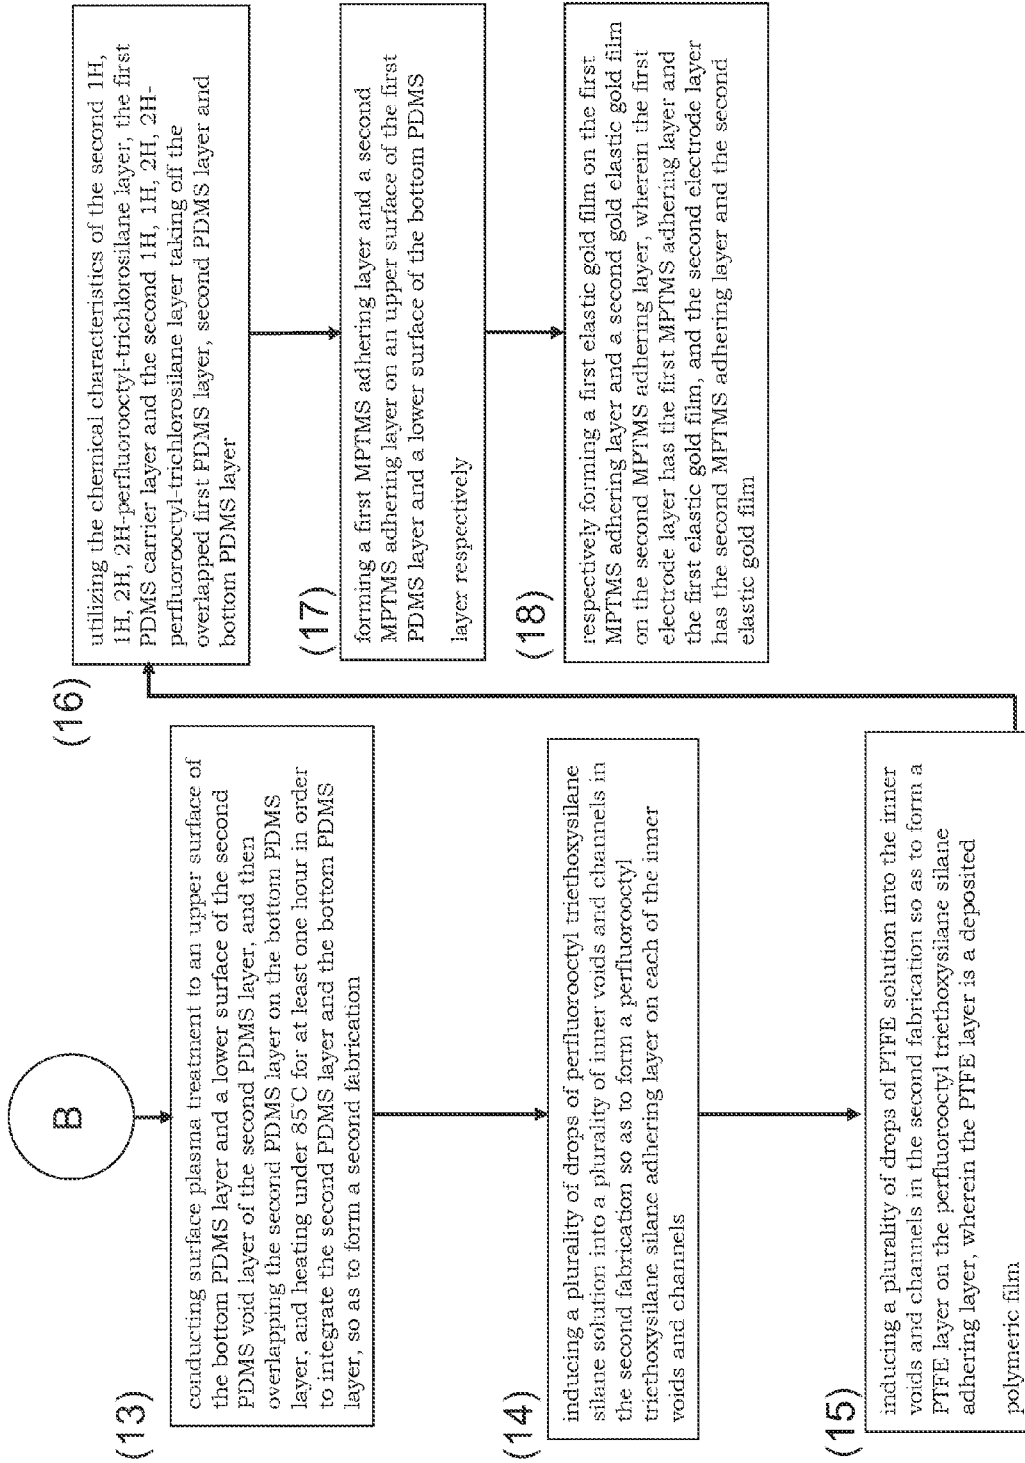 B
(13)
conducting surface plasma treatment to an upper surface of
the bottom PDMS layer and a lower surface of the second
PDMS void layer of the second PDMS layer, and then
overlapping the second PDMS layer on the bottom PDMS
layer, and heating under 85°C for at least one hour in order
to integrate the second PDMS layer and the bottom PDMS
layer, so as to form a second fabrication
(14)
inducing a plurality of drops of perfluorooctyl triethoxysilane
silane solution into a plurality of inner voids and channels in
the second fabrication so as to form a perfluorooctyl
triethoxysilane silane adhering layer on each of the inner
voids and channels
(15)
inducing a plurality of drops of PTFE solution into the inner
voids and channels in the second fabrication so as to form a
PTFE layer on the perfluorooctyl triethoxysilane silane
adhering layer, wherein the PTFE layer is a deposited
polymeric film
(16)
utilizing the chemical characteristics of the second 1H,
1H, 2H, 2H-perfluorooctyl-trichlorosilane layer, the first
PDMS carrier layer and the second 1H, 1H, 2H, 2H-
perfluorooctyl-trichlorosilane layer taking off the
overlapped first PDMS layer, second PDMS layer and
bottom PDMS layer
(17)
forming a first MPTMS adhering layer and a second
MPTMS adhering layer on an upper surface of the first
PDMS layer and a lower surface of the bottom PDMS
layer respectively
(18)
respectively forming a first elastic gold film on the first
MPTMS adhering layer and a second gold elastic gold film
on the second MPTMS adhering layer, wherein the first
electrode layer has the first MPTMS adhering layer and
the first elastic gold film, and the second electrode layer
has the second MPTMS adhering layer and the second
elastic gold film